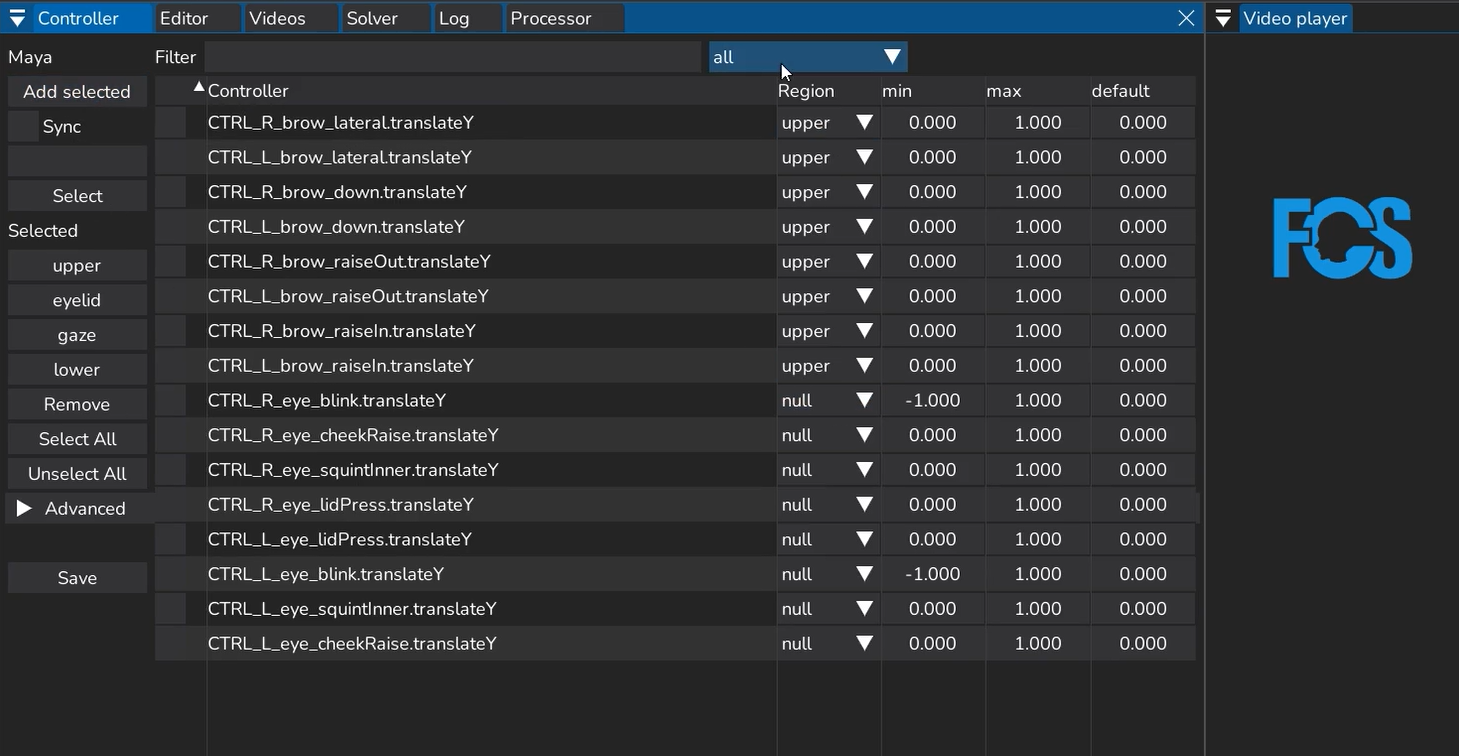 Controller Editor Videos Solver Log Processor Video player
Maya Filter all
Add selected Controller Region min max default
Sync CTRL_R_brow_lateral.translateY upper 0.000 1.000 0.000
CTRL_L_brow_lateral.translateY upper 0.000 1.000 0.000
Select CTRL_R_brow_down.translateY upper 0.000 1.000 0.000
Selected CTRL_L_brow_down.translateY upper 0.000 1.000 0.000
upper CTRL_R_brow_raiseOut.translateY upper 0.000 1.000 0.000
FCS
eyelid CTRL_L_brow_raiseOut.translateY upper 0.000 1.000 0.000
gaze CTRL_R_brow_raiseIn.translateY upper 0.000 1.000 0.000
lower CTRL_L_brow_raiseIn.translateY upper 0.000 1.000 0.000
Remove CTRL_R_eye_blink.translateY null -1.000 1.000 0.000
Select All CTRL_R_eye_cheekRaise.translateY null 0.000 1.000 0.000
Unselect All CTRL_R_eye_squintInner.translateY null 0.000 1.000 0.000
Advanced CTRL_R_eye_lidPress.translateY null 0.000 1.000 0.000
CTRL_L_eye_lidPress.translateY null 0.000 1.000 0.000
Save CTRL_L_eye_blink.translateY null -1.000 1.000 0.000
CTRL_L_eye_squintInner.translateY null 0.000 1.000 0.000
CTRL_L_eye_cheekRaise.translateY null 0.000 1.000 0.000